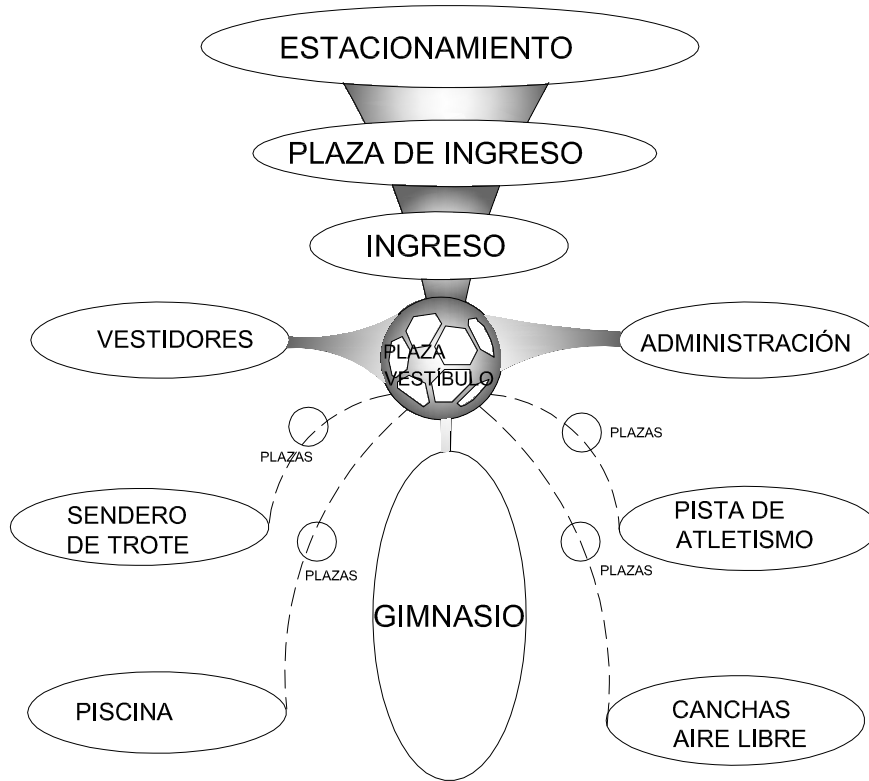 ESTACIONAMIENTO
PLAZA DE INGRESO
INGRESO
VESTIDORES
PLAZA
VESTÍBULO
ADMINISTRACIÓN
PLAZAS
PLAZAS
SENDERO
DE TROTE
PISTA DE
ATLETISMO
PLAZAS
PLAZAS
GIMNASIO
PISCINA
CANCHAS
AIRE LIBRE